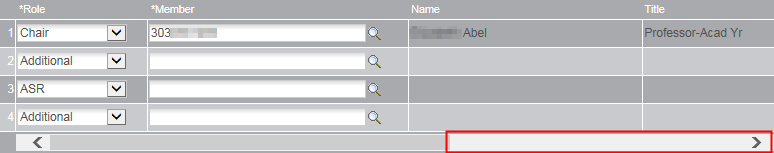 *Role *Member Name Title
1 Chair 303 Abel Professor-Acad Yr
2 Additional
3 ASR
4 Additional